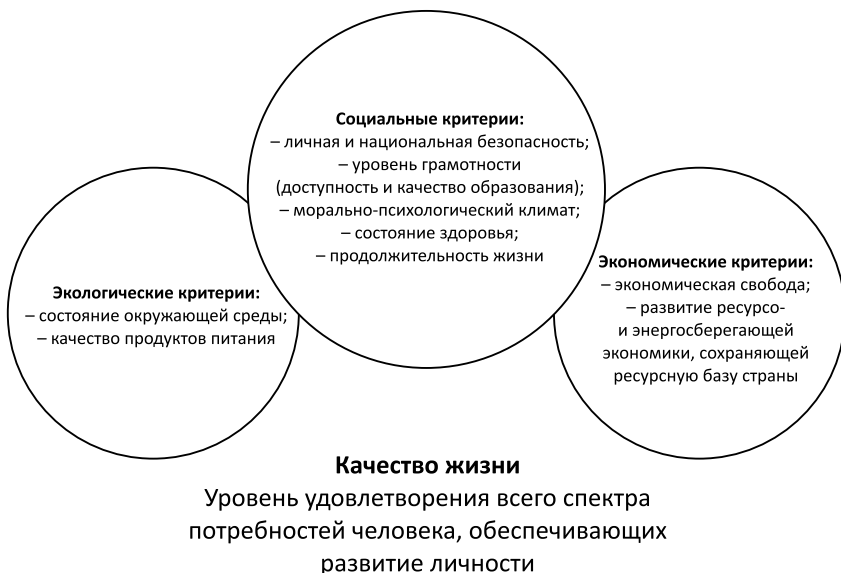 Социальные критерии:
– личная и национальная безопасность;
– уровень грамотности
(доступность и качество образования);
– морально-психологический климат;
– состояние здоровья;
– продолжительность жизни
Экологические критерии:
– состояние окружающей среды;
– качество продуктов питания
Экономические критерии:
– экономическая свобода;
– развитие ресурсо-
и энергосберегающей
экономики, сохраняющей
ресурсную базу страны
Качество жизни
Уровень удовлетворения всего спектра
потребностей человека, обеспечивающих
развитие личности